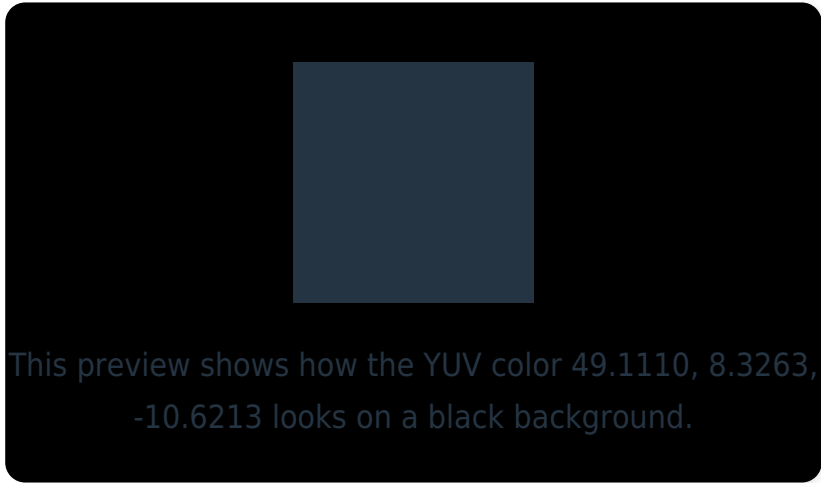 This preview shows how the YUV color 49.1110, 8.3263,
-10.6213 looks on a black background.